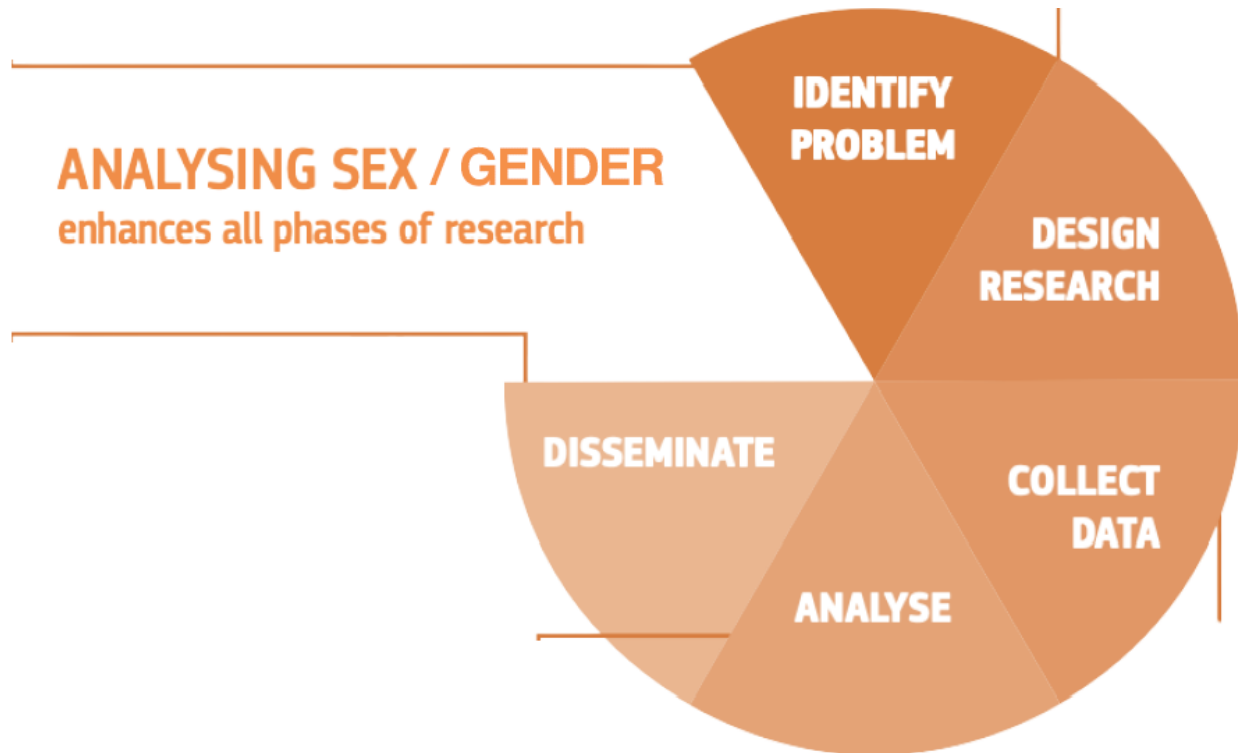 ANALYSING SEX / GENDER
enhances all phases of research
IDENTIFY
PROBLEM
DESIGN
RESEARCH
COLLECT
DATA
ANALYSE
DISSEMINATE